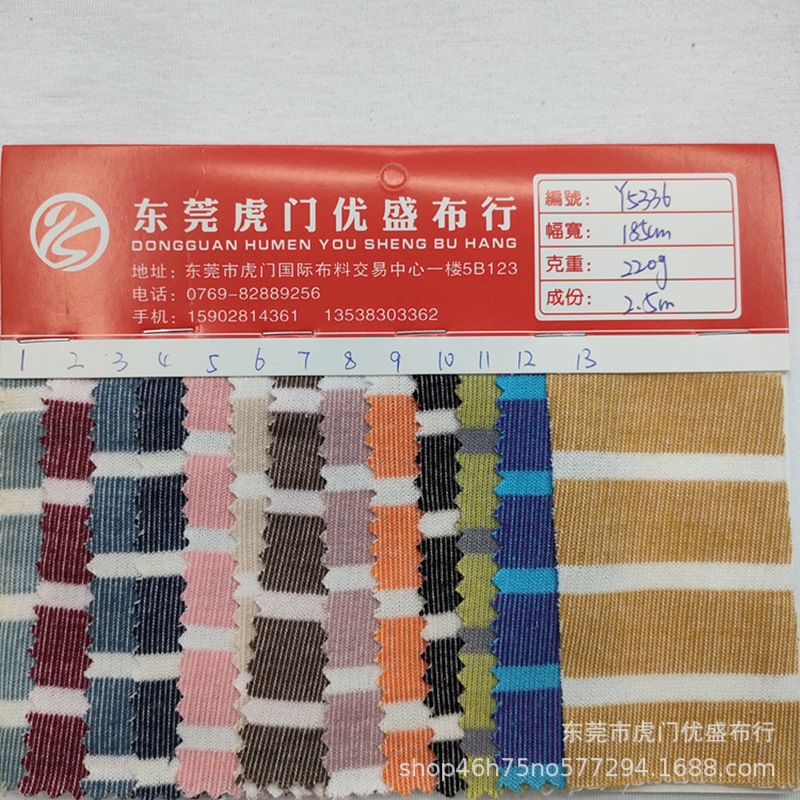 东莞虎门优盛布行
DONGGUAN HUMEN YOU SHENG BU HANG
地址：东莞市虎门国际布料交易中心一楼5B123
电话：0769-82889256
手机：15902814361 13538303362
編號： Y5336
幅寬： 185cm
克重： 220g
成份： 2.5m
1 2 3 4 5 6 7 8 9 10 11 12 13
东莞市虎门优盛布行
shop46h75no577294.1688.com